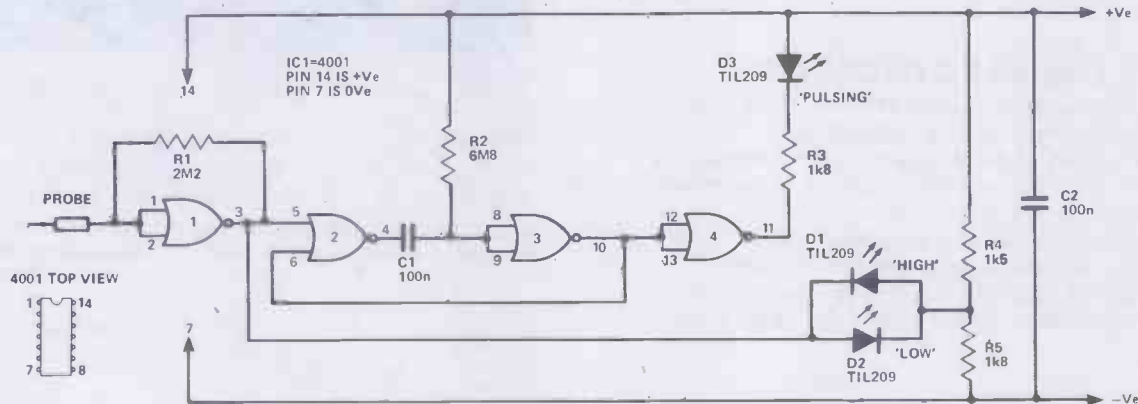 +Ve
IC1=4001
PIN 14 IS +Ve
PIN 7 IS 0Ve
14
D3
TIL209
'PULSING'
R1
2M2
R2
6M8
R3
1k8
C2
100n
PROBE
1
2
1
3
5
6
2
4
C1
100n
8
9
3
10
12
13
4
11
D1
TIL209
'HIGH'
R4
1k5
4001 TOP VIEW
1
14
7
8
7
'LOW'
D2
TIL209
R5
1k8
-Ve